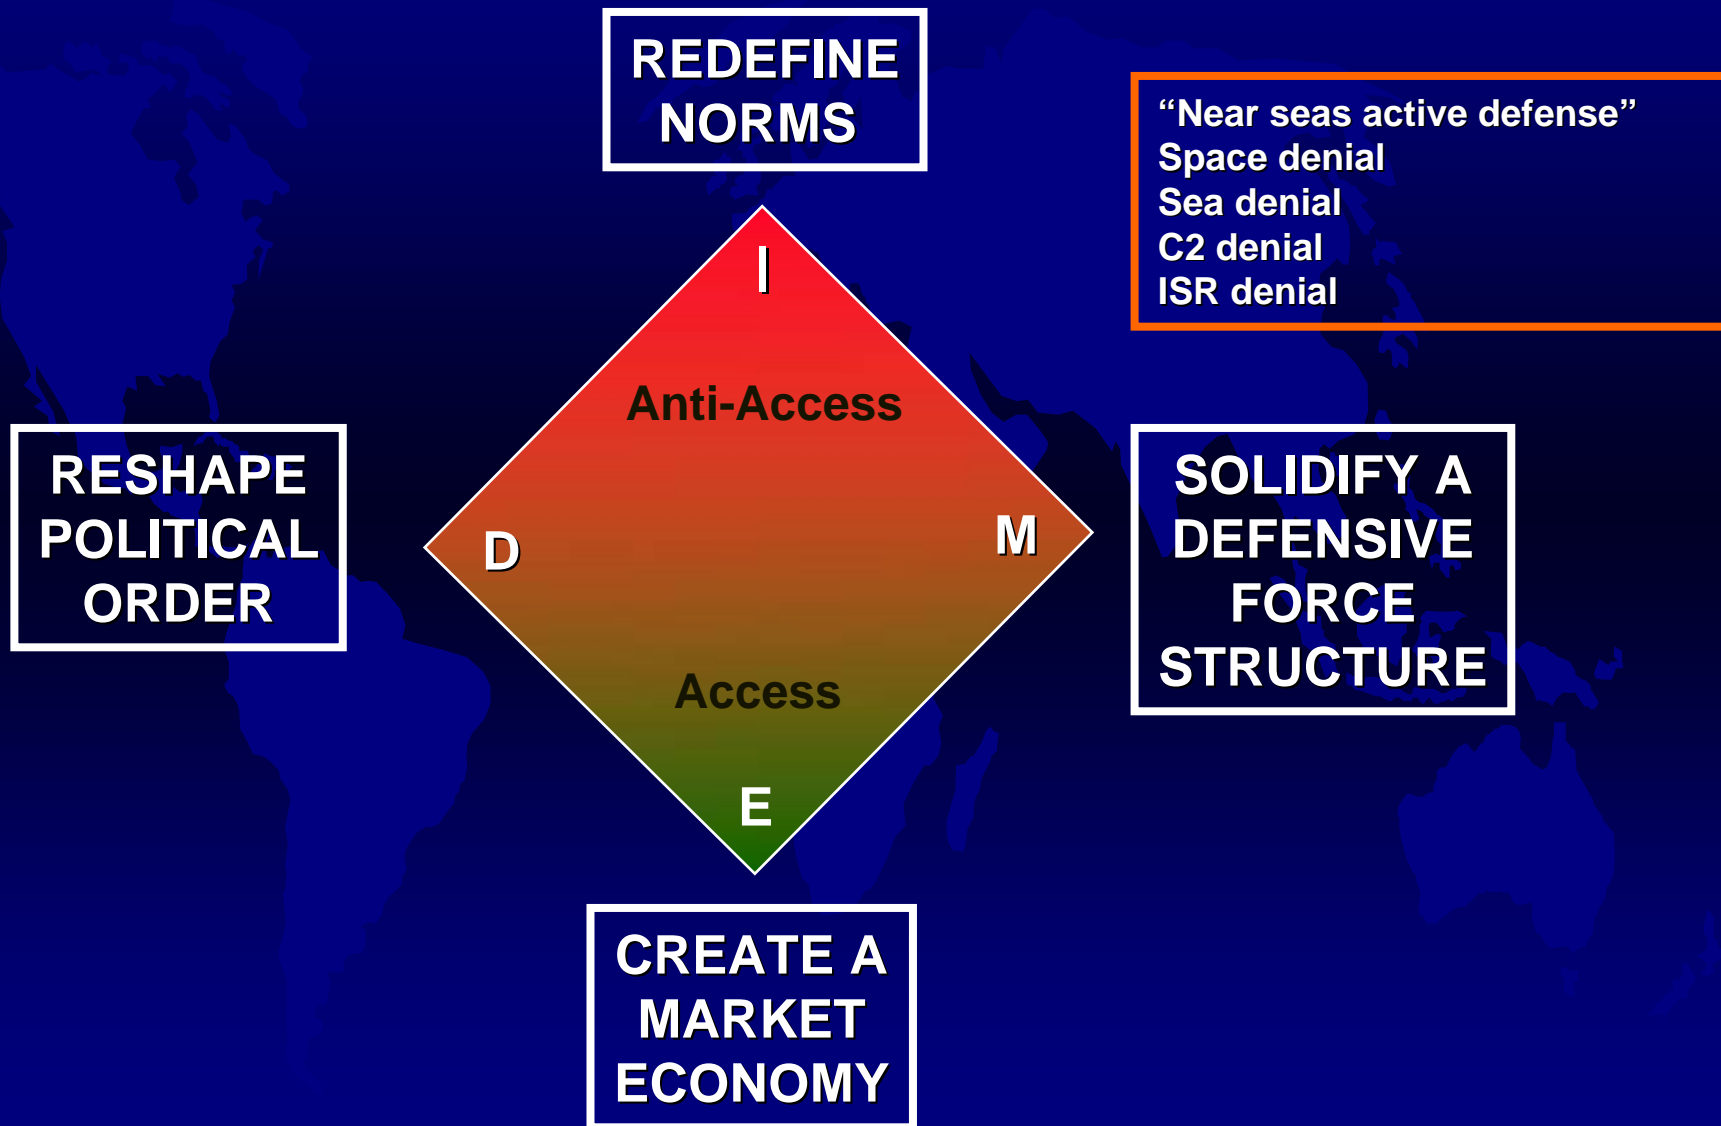 REDEFINE
NORMS
“Near seas active defense”
Space denial
Sea denial
C2 denial
ISR denial
I
Anti-Access
RESHAPE
POLITICAL
ORDER
D
M
SOLIDIFY A
DEFENSIVE
FORCE
STRUCTURE
Access
E
CREATE A
MARKET
ECONOMY